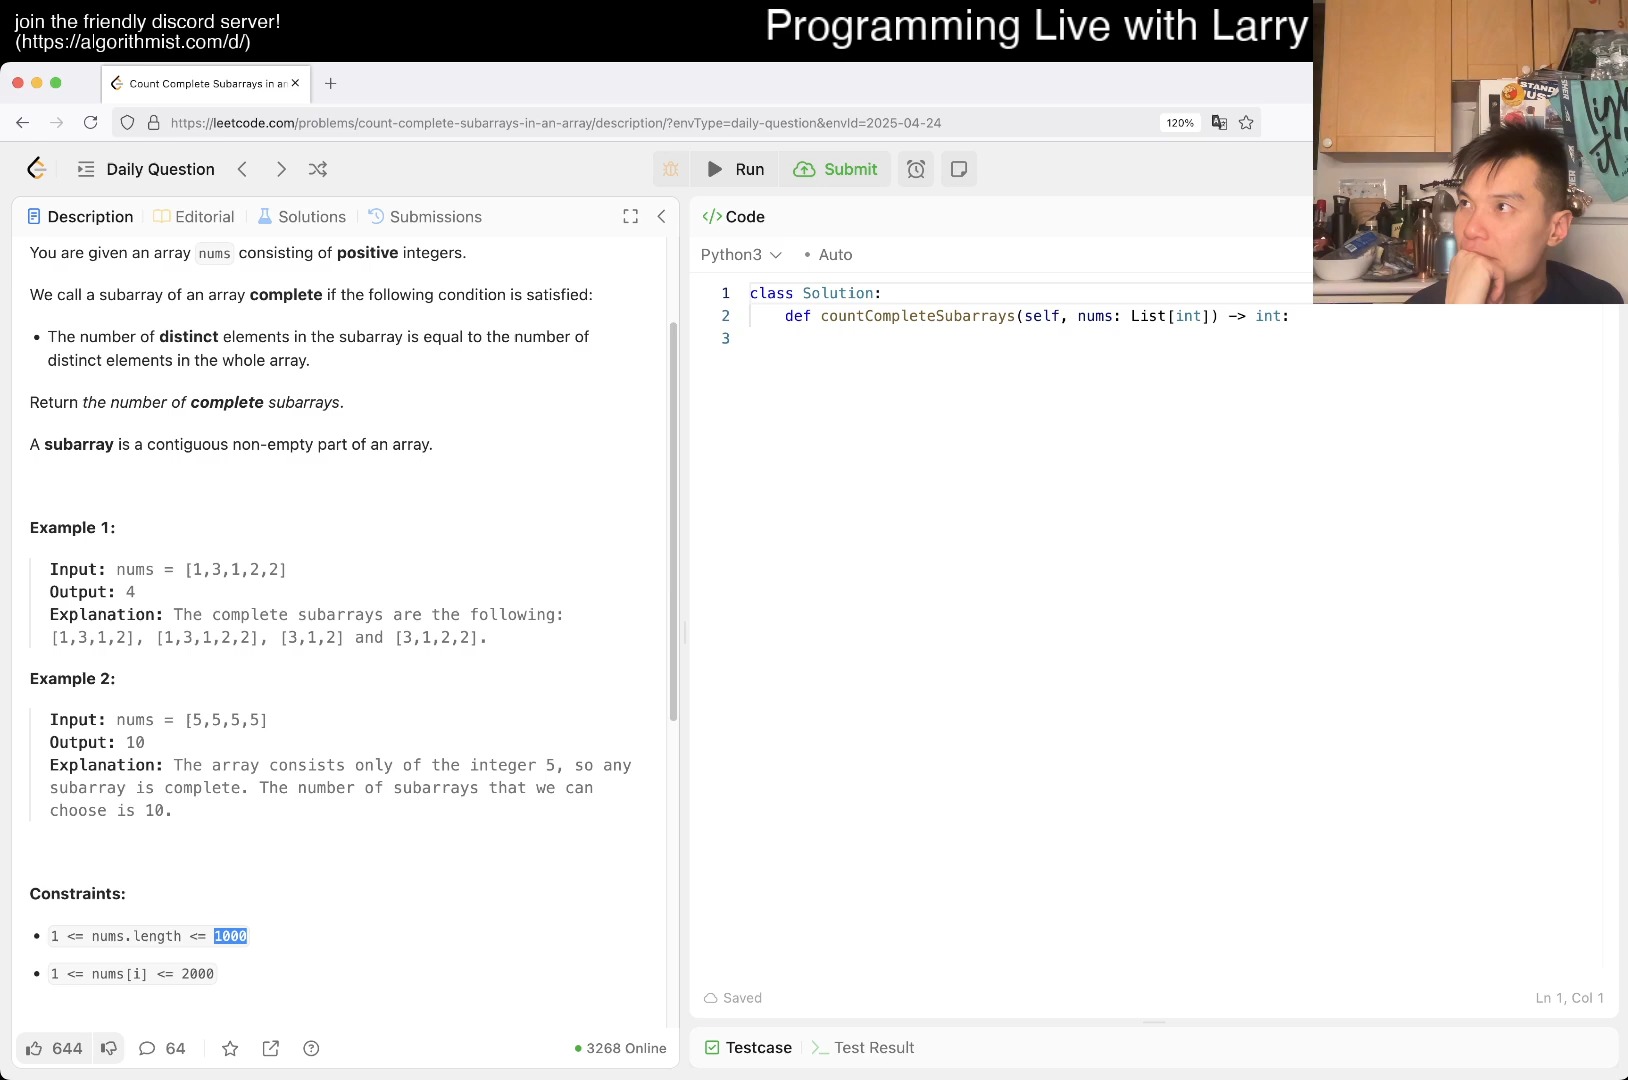 join the friendly discord server!
(https://algorithmist.com/d/)
Programming Live with Larry
Count Complete Subarrays in an
https://leetcode.com/problems/count-complete-subarrays-in-an-array/description/?envType=daily-question&envId=2025-04-24
120%
Daily Question
Run
Submit
Description
Editorial
Solutions
Submissions
You are given an array nums consisting of positive integers.
We call a subarray of an array complete if the following condition is satisfied:
• The number of distinct elements in the subarray is equal to the number of
distinct elements in the whole array.
Return the number of complete subarrays.
A subarray is a contiguous non-empty part of an array.
Example 1:
Input: nums = [1,3,1,2,2]
Output: 4
Explanation: The complete subarrays are the following:
[1,3,1,2], [1,3,1,2,2], [3,1,2] and [3,1,2,2].
Example 2:
Input: nums = [5,5,5,5]
Output: 10
Explanation: The array consists only of the integer 5, so any
subarray is complete. The number of subarrays that we can
choose is 10.
Constraints:
• 1 <= nums.length <= 1000
• 1 <= nums[i] <= 2000
644
64
3268 Online
</> Code
Python3
• Auto
1 class Solution:
2 def countCompleteSubarrays(self, nums: List[int]) -> int:
3
Saved
Ln 1, Col 1
Testcase
Test Result
STAND
US